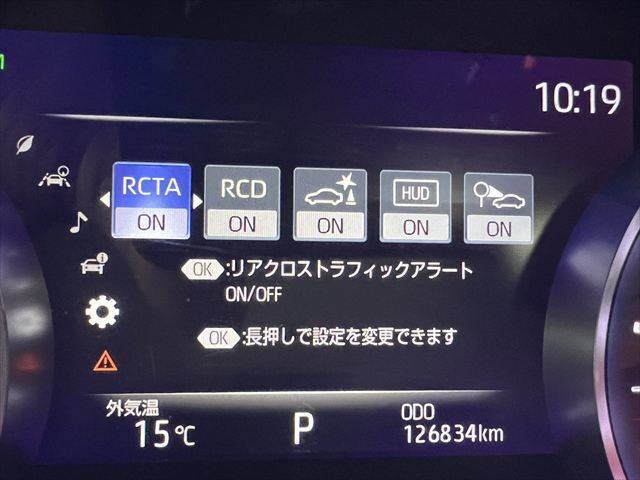 10:19
RCTA RCD HUD
ON ON ON ON ON
OK :リアクロストラフィックアラート
ON/OFF
OK :長押しで設定を変更できます
外気温 ODO
15℃ P 126834km